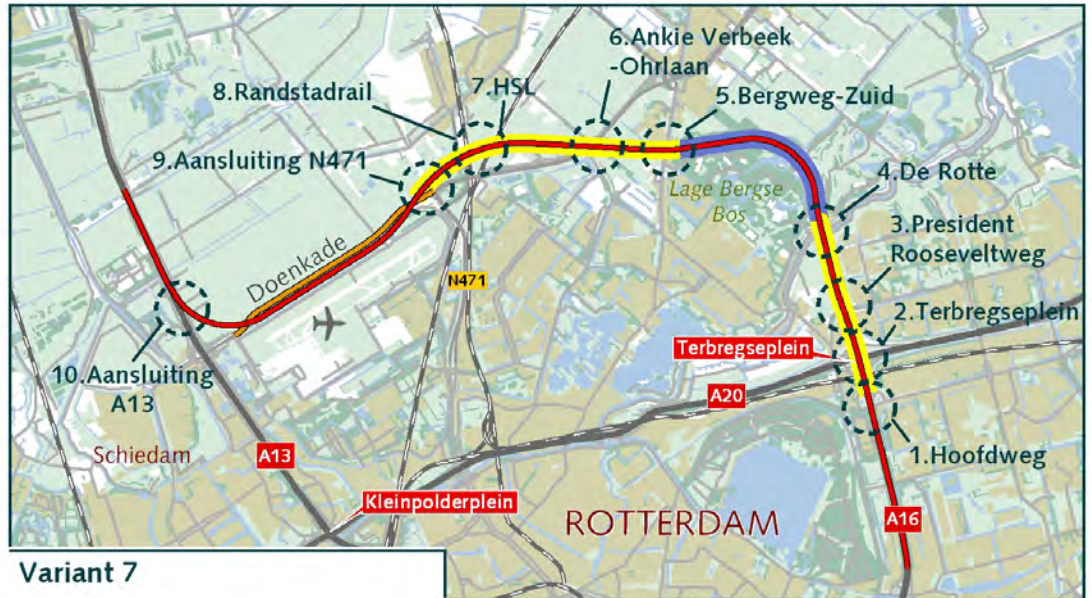 6.Ankie Verbeek
-Ohrlaan
7.HSL
8.Randstadrail
5.Bergweg-Zuid
9.Aansluiting N471
Lage Bergse
Bos
4.De Rotte
3.President
Rooseveltweg
Doenkade
N471
2.Terbregseplein
Terbregseplein
10.Aansluiting
A13
A20
Schiedam
A13
1.Hoofdweg
Kleinpolderplein
ROTTERDAM
A16
Variant 7